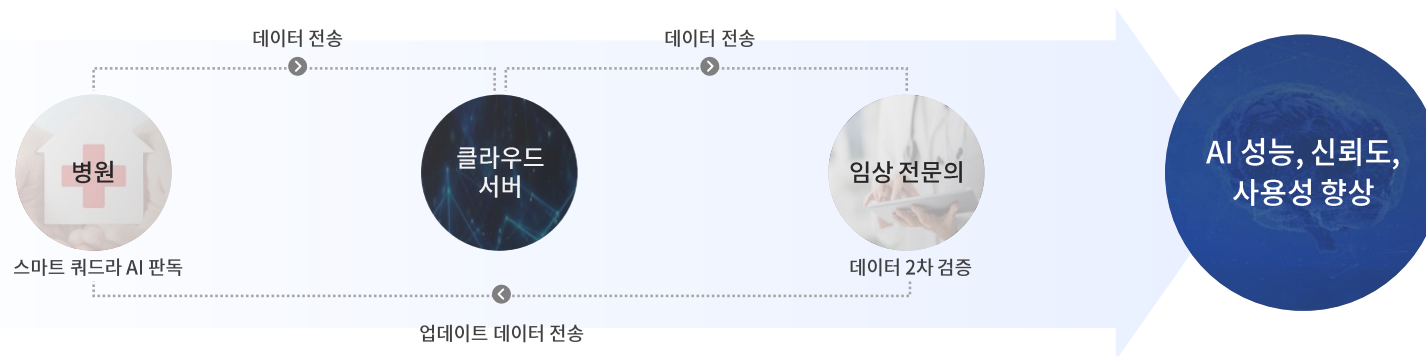 데이터 전송
데이터 전송
병원
클라우드
서버
임상 전문의
AI 성능, 신뢰도,
사용성 향상
스마트 쿼드라 AI 판독
데이터 2차 검증
업데이트 데이터 전송